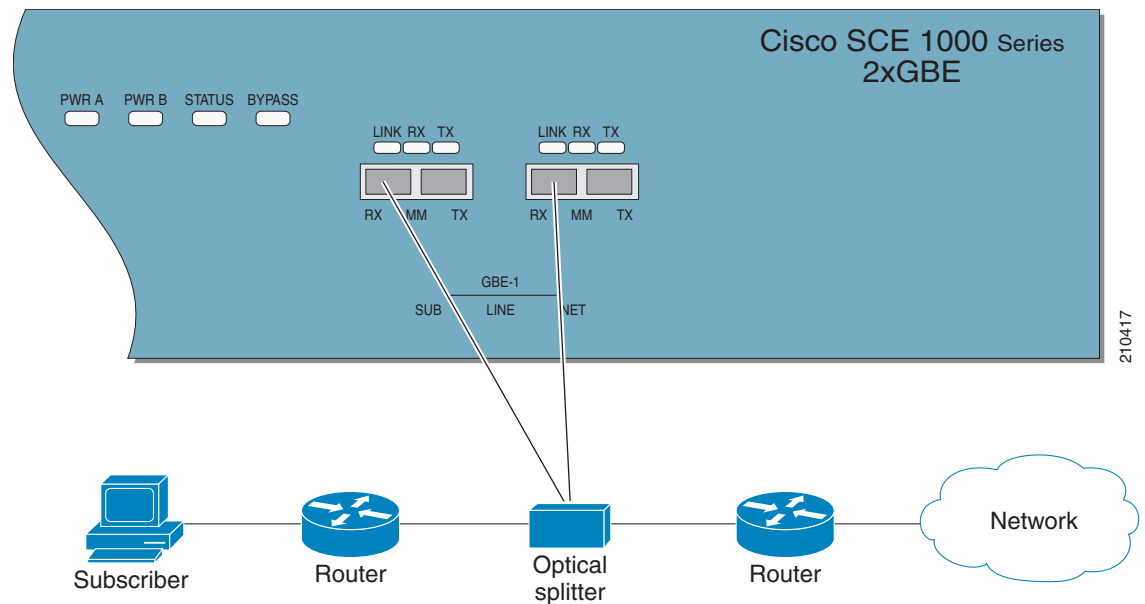 Cisco SCE 1000 Series
2xGBE
PWR A PWR B STATUS BYPASS
LINK RX TX
LINK RX TX
RX MM TX
RX MM TX
GBE-1
SUB LINE NET
210417
Subscriber
Router
Optical
splitter
Router
Network